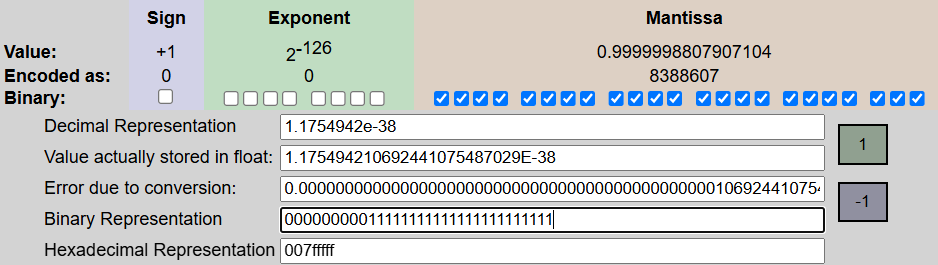 Sign Exponent Mantissa
Value: +1 2-126 0.9999998807907104
Encoded as: 0 0 8388607
Binary:
Decimal Representation 1.1754942e-38
1
Value actually stored in float: 1.175494210692441075487029E-38
Error due to conversion: 0.0000000000000000000000000000000000000000000010692441075
-1
Binary Representation 00000000011111111111111111111111
Hexadecimal Representation 007fffff